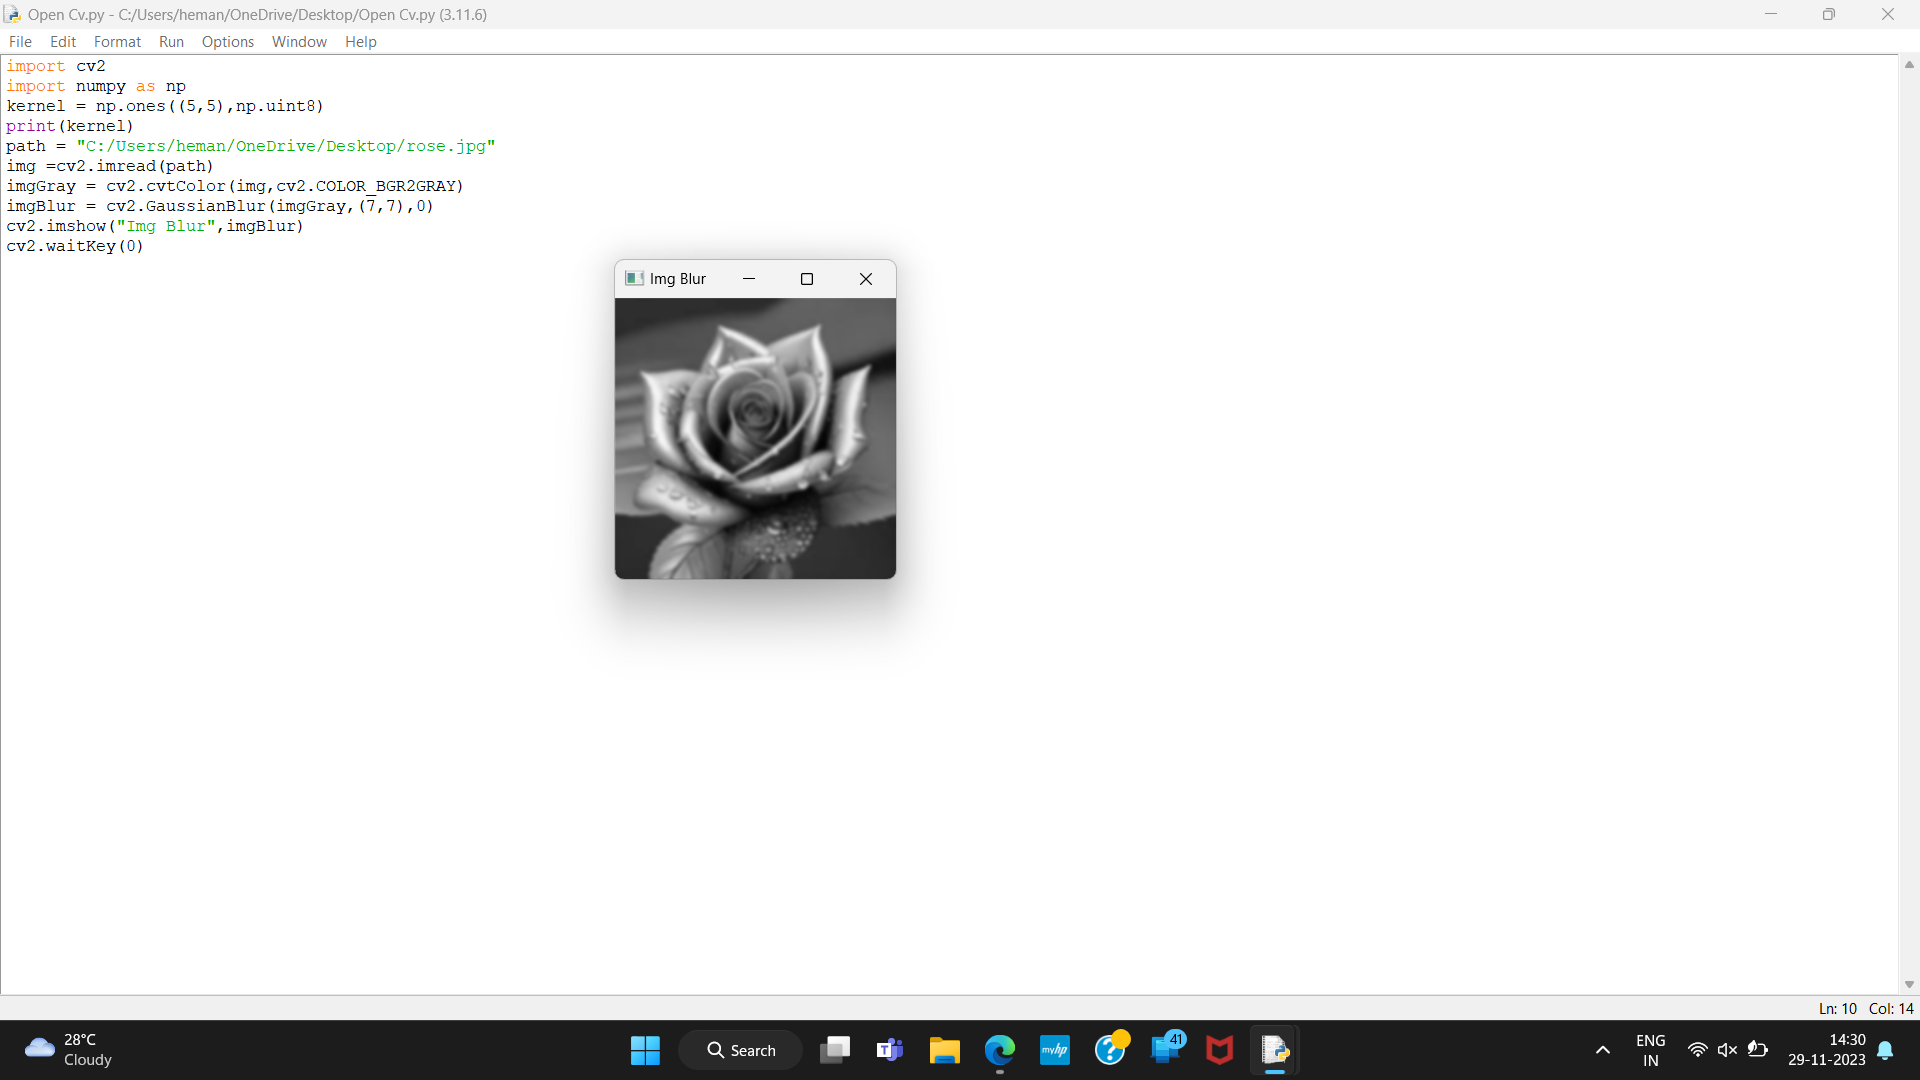 Open Cv.py - C:/Users/heman/OneDrive/Desktop/Open Cv.py (3.11.6)
File Edit Format Run Options Window Help
import cv2
import numpy as np
kernel = np.ones((5,5),np.uint8)
print(kernel)
path = "C:/Users/heman/OneDrive/Desktop/rose.jpg"
img =cv2.imread(path)
imgGray = cv2.cvtColor(img,cv2.COLOR_BGR2GRAY)
imgBlur = cv2.GaussianBlur(imgGray,(7,7),0)
cv2.imshow("Img Blur",imgBlur)
cv2.waitKey(0)
Img Blur
Ln: 10 Col: 14
28°C
Cloudy
Search
myhp
41
ENG
IN
14:30
29-11-2023